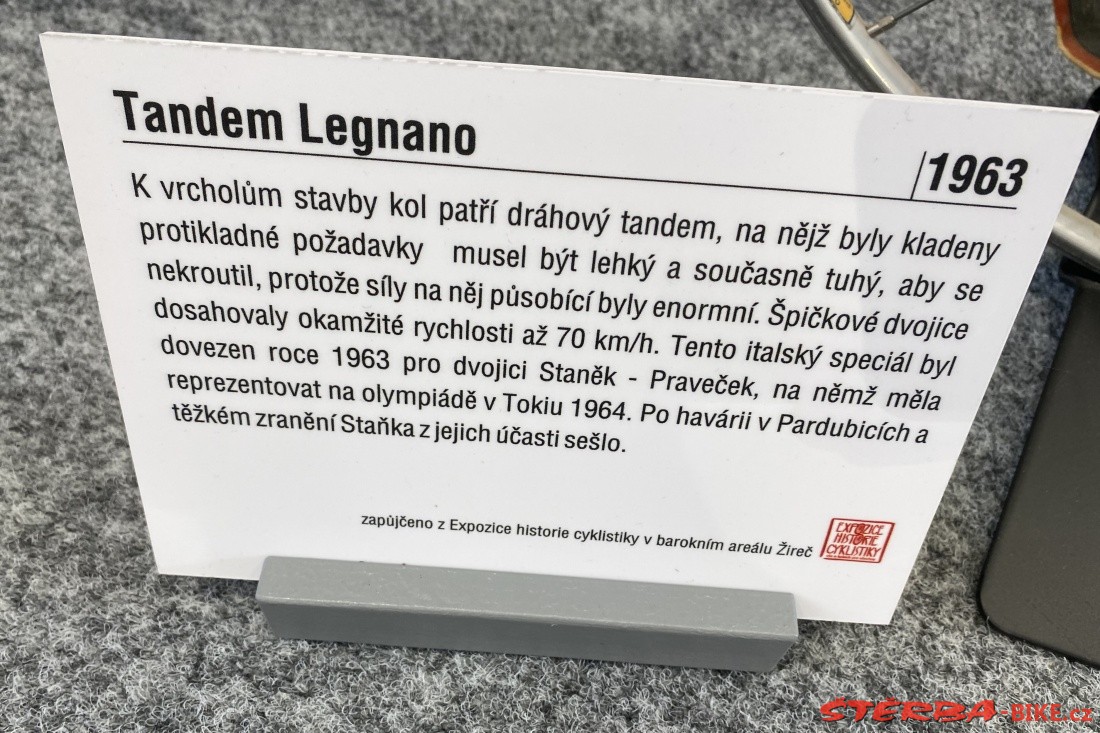 Tandem Legnano
1963
K vrcholům stavby kol patří dráhový tandem, na nějž byly kladeny
protikladné požadavky musel být lehký a současně tuhý, aby se
nekroutil, protože síly na něj působící byly enormní. Špičkové dvojice
dosahovaly okamžité rychlosti až 70 km/h. Tento italský speciál byl
dovezen roce 1963 pro dvojici Staněk - Praveček, na němž měla
reprezentovat na olympiádě v Tokiu 1964. Po havárii v Pardubicích a
těžkém zranění Staňka z jejich účasti sešlo.
zapůjčeno z Expozice historie cyklistiky v barokním areálu Žireč
EXPOZICE
HISTORIE
CYKLISTIKY
ŠTĚRBA-BIKE.cz